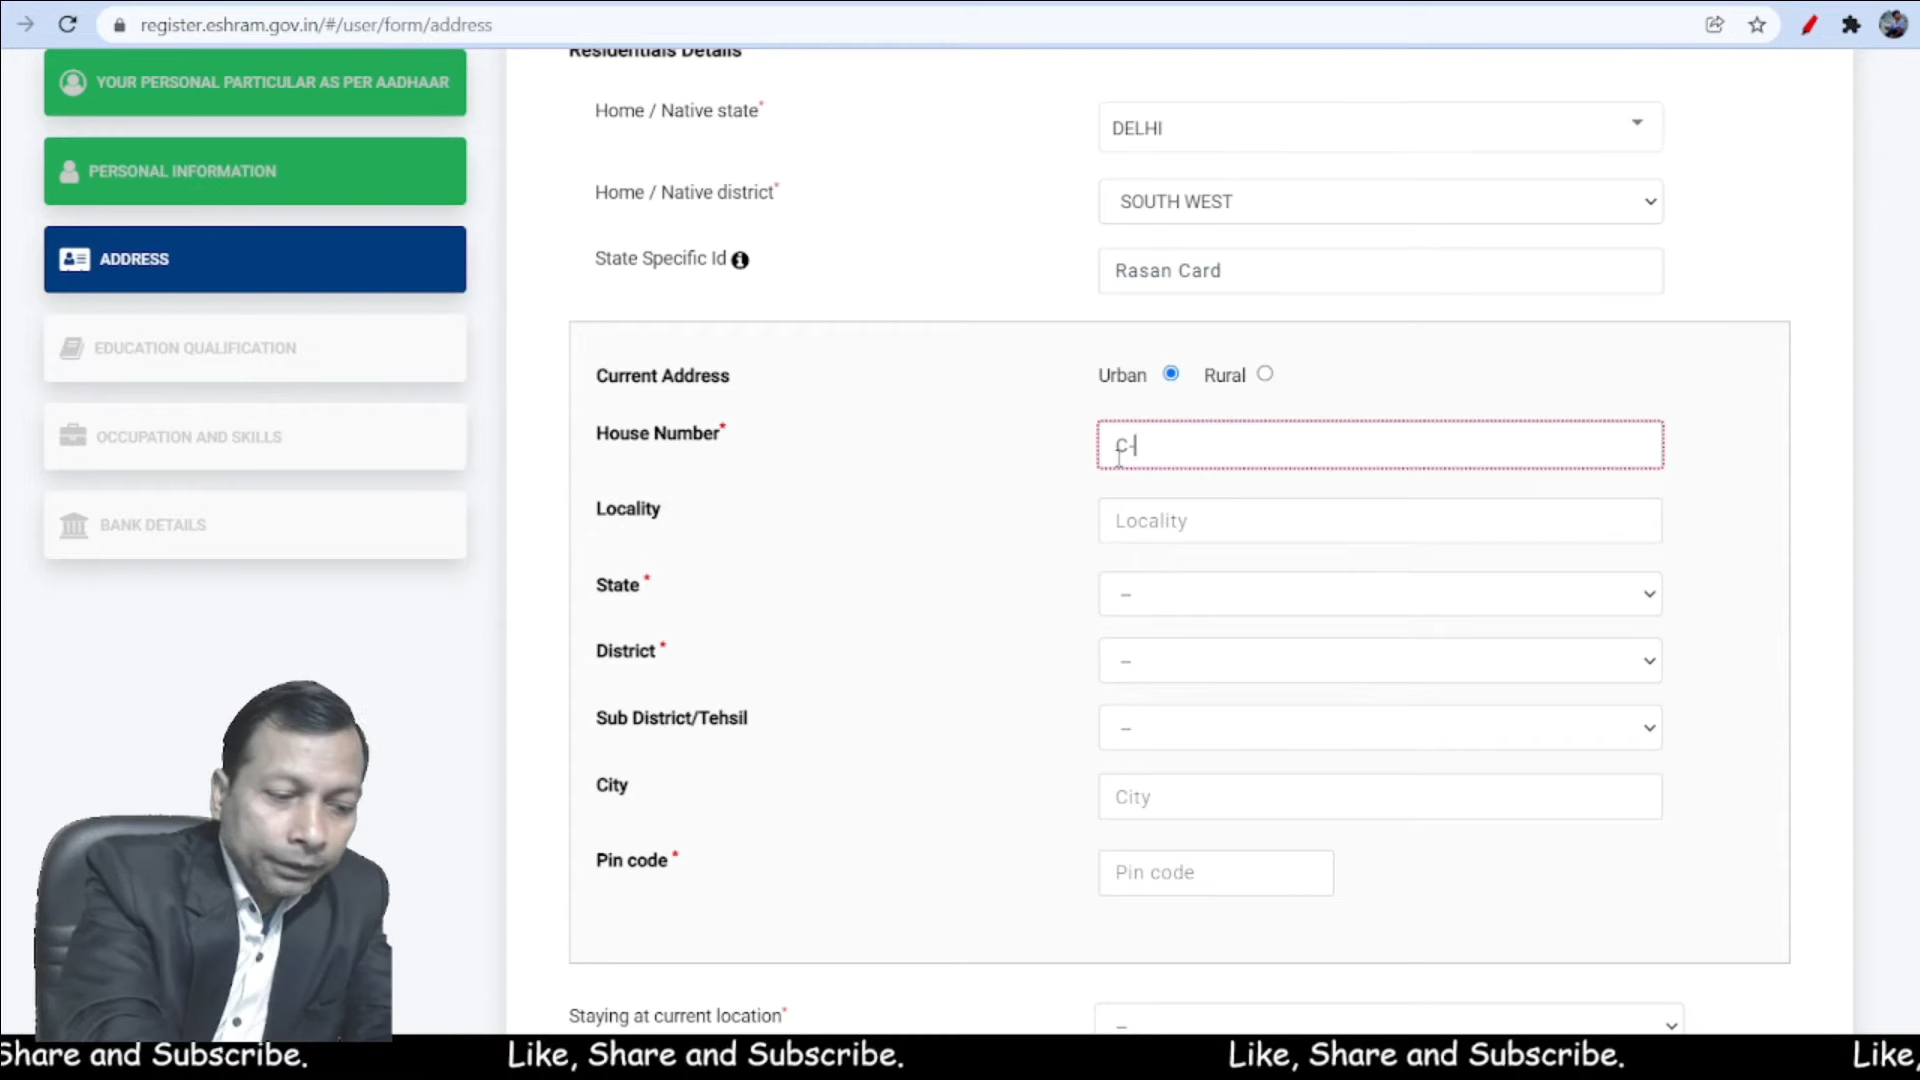 register.eshram.gov.in/#/user/form/address
YOUR PERSONAL PARTICULAR AS PER AADHAAR
PERSONAL INFORMATION
ADDRESS
EDUCATION QUALIFICATION
OCCUPATION AND SKILLS
BANK DETAILS
Residentials Details
Home / Native state*
DELHI
Home / Native district*
SOUTH WEST
State Specific Id
Rasan Card
Current Address
Urban Rural
House Number*
C-
Locality
Locality
State *
--
District *
--
Sub District/Tehsil
--
City
City
Pin code *
Pin code
Staying at current location*
--
Share and Subscribe. Like, Share and Subscribe. Like, Share and Subscribe. Like,